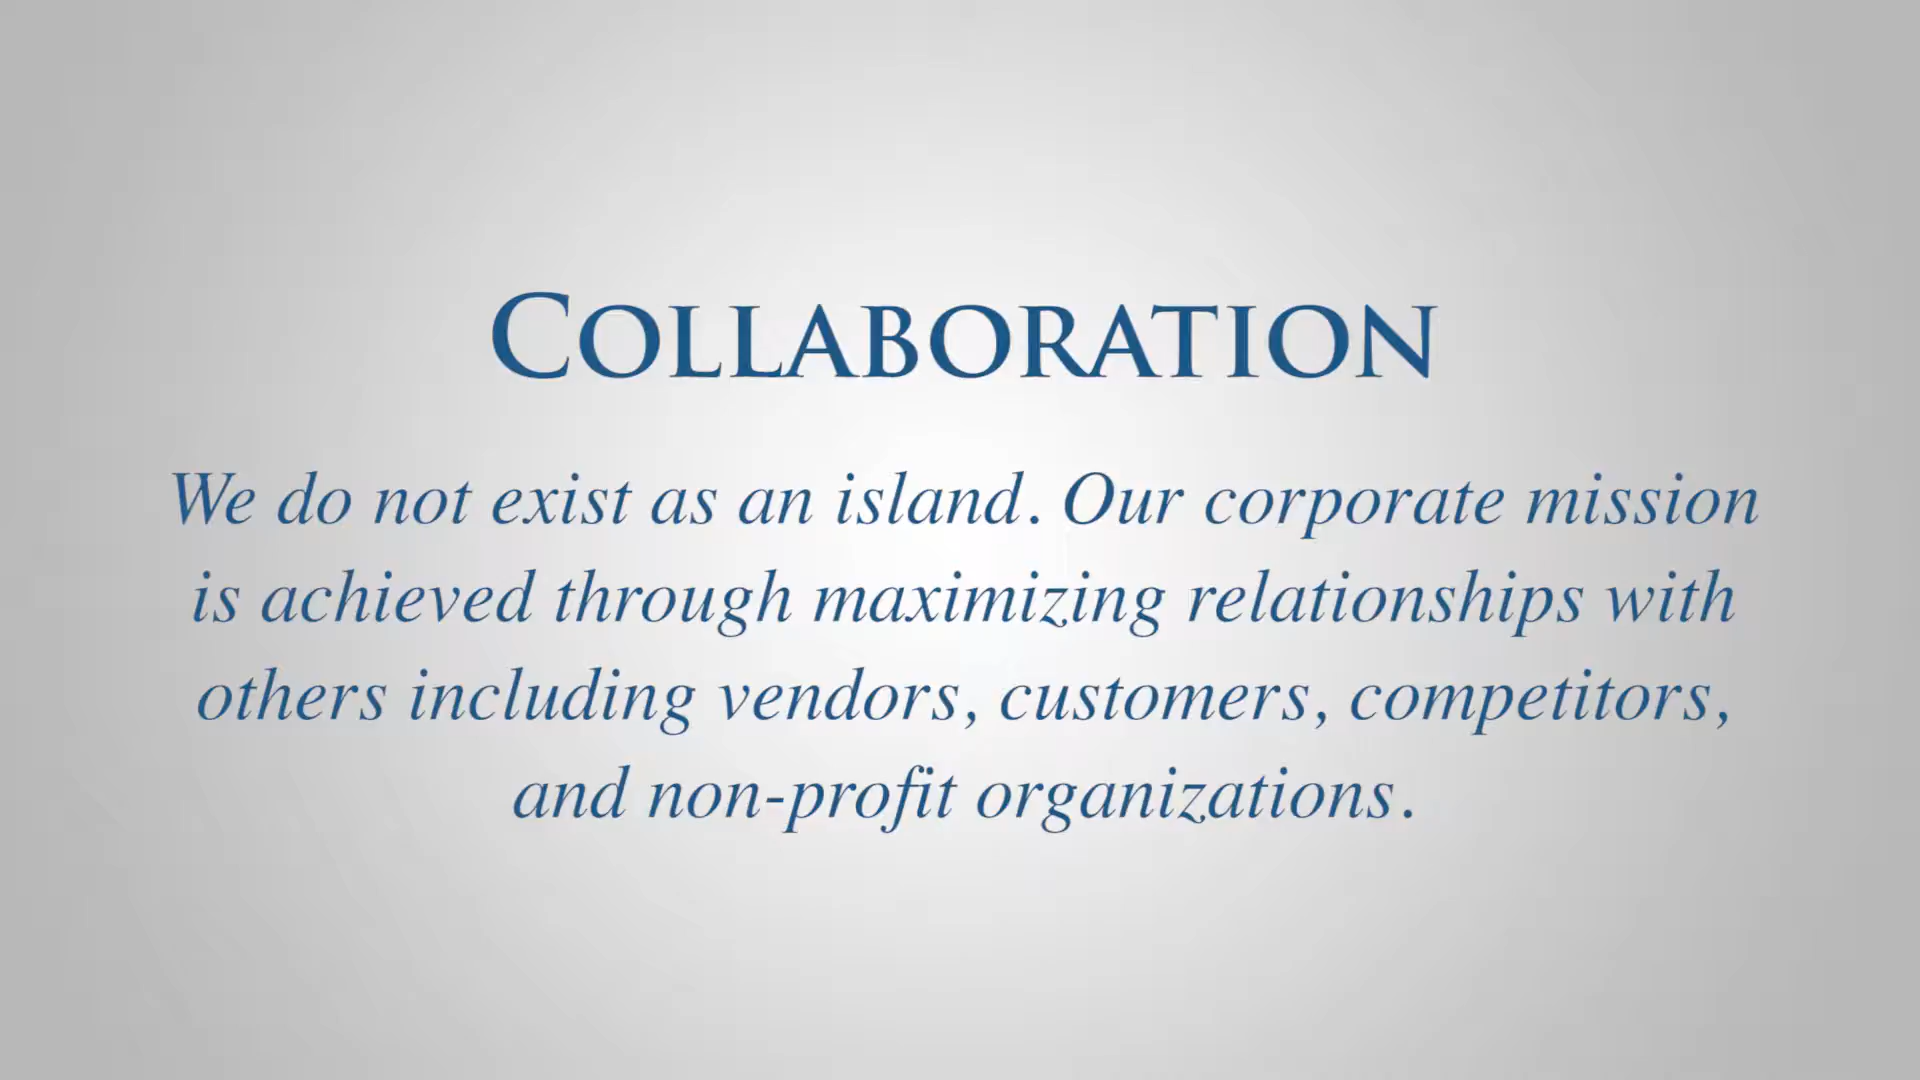 COLLABORATION
We do not exist as an island. Our corporate mission
is achieved through maximizing relationships with
others including vendors, customers, competitors,
and non-profit organizations.